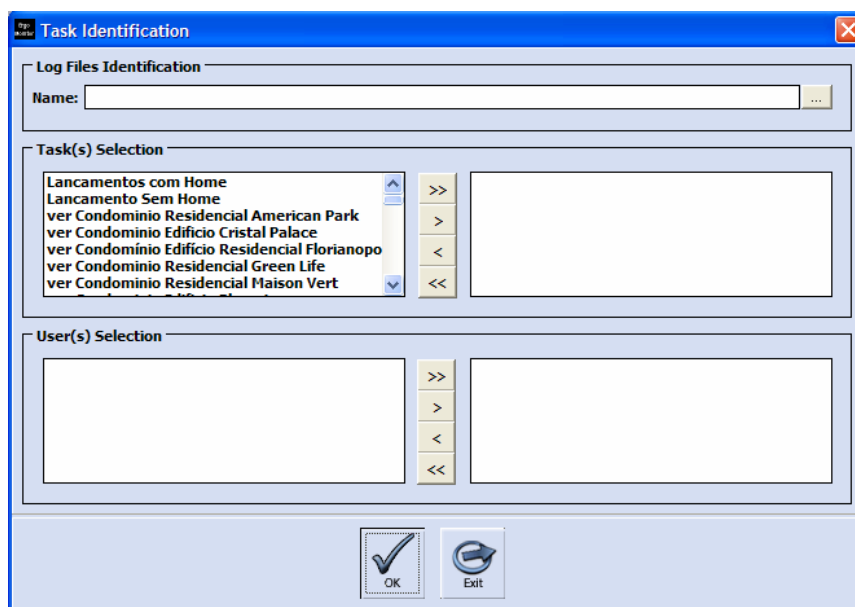 Ergo
Monitor
Task Identification
Log Files Identification
Name:
...
Task(s) Selection
Lancamentos com Home
Lancamento Sem Home
ver Condominio Residencial American Park
ver Condominio Edificio Cristal Palace
ver Condomínio Edifício Residencial Florianopo
ver Condominio Residencial Green Life
ver Condominio Residencial Maison Vert
>>
>
<
<<
User(s) Selection
>>
>
<
<<
OK
Exit